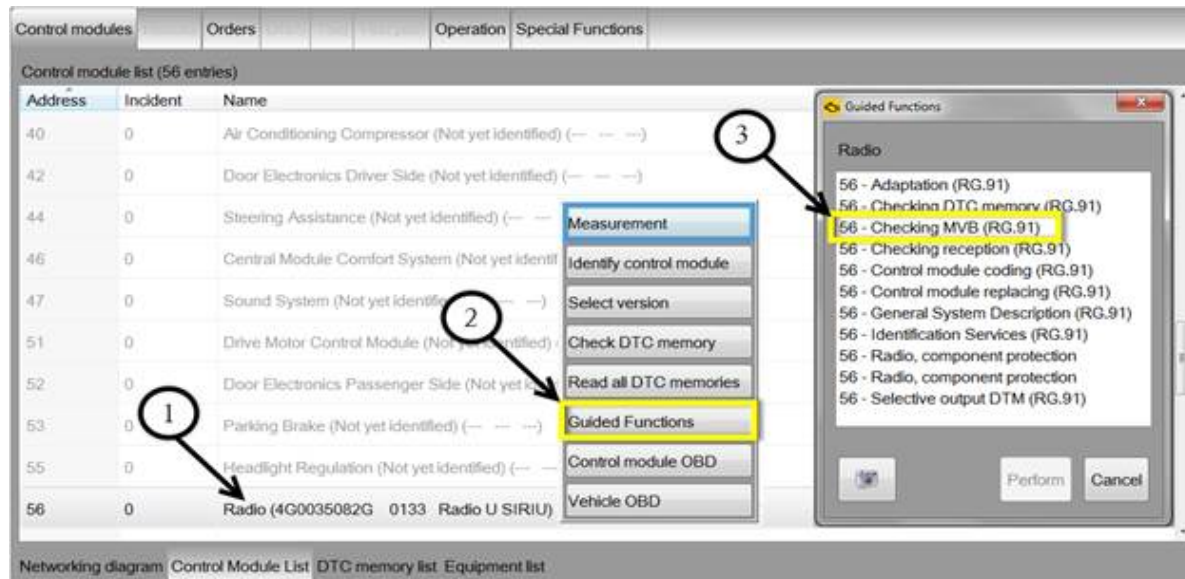 Control modules Orders Operation Special Functions
Control module list (56 entries)
Address Incident Name
40 0 Air Conditioning Compressor (Not yet identified) (--- --- ---)
42 0 Door Electronics Driver Side (Not yet identified) (--- --- ---)
44 0 Steering Assistance (Not yet identified) (--- ---
46 0 Central Module Comfort System (Not yet identif
47 0 Sound System (Not yet identified) (--- --- ---)
51 0 Drive Motor Control Module (Not yet identified)
52 0 Door Electronics Passenger Side (Not yet
53 0 Parking Brake (Not yet identified) (--- --- ---)
55 0 Headlight Regulation (Not yet identified) (--- ---
56 0 Radio (4G0035082G 0133 Radio U SIRIU)
1
2
Measurement
Identify control module
Select version
Check DTC memory
Read all DTC memories
Guided Functions
Control module OBD
Vehicle OBD
3
Guided Functions
Radio
56 - Adaptation (RG.91)
56 - Checking DTC memory (RG.91)
56 - Checking MVB (RG.91)
56 - Checking reception (RG.91)
56 - Control module coding (RG.91)
56 - Control module replacing (RG.91)
56 - General System Description (RG.91)
56 - Identification Services (RG.91)
56 - Radio, component protection
56 - Radio, component protection
56 - Selective output DTM (RG.91)
Perform Cancel
Networking diagram Control Module List DTC memory list Equipment list